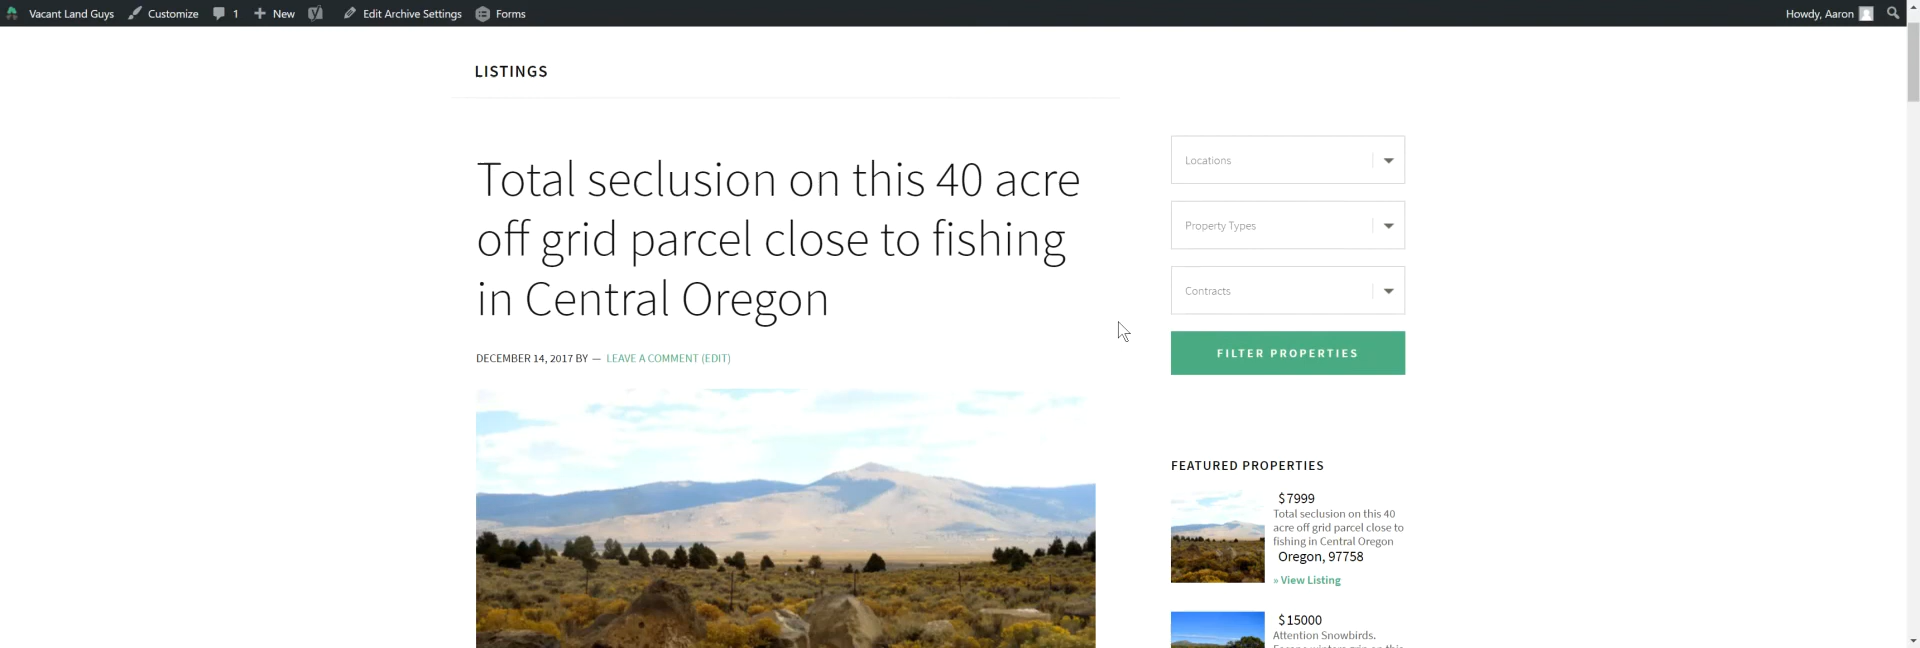 Vacant Land Guys Customize 1 New Edit Archive Settings Forms Howdy, Aaron
LISTINGS
Total seclusion on this 40 acre
off grid parcel close to fishing
in Central Oregon
DECEMBER 14, 2017 BY — LEAVE A COMMENT (EDIT)
Locations
Property Types
Contracts
FILTER PROPERTIES
FEATURED PROPERTIES
$7999
Total seclusion on this 40
acre off grid parcel close to
fishing in Central Oregon
Oregon, 97758
» View Listing
$15000
Attention Snowbirds.